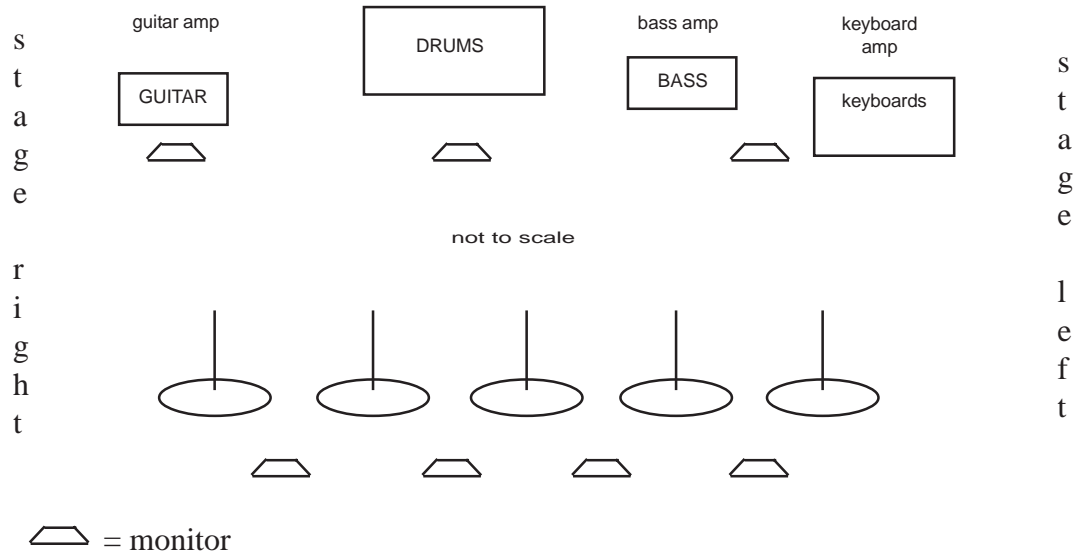 guitar amp
DRUMS
bass amp
keyboard
amp
GUITAR
BASS
keyboards
stage right
stage left
not to scale
= monitor